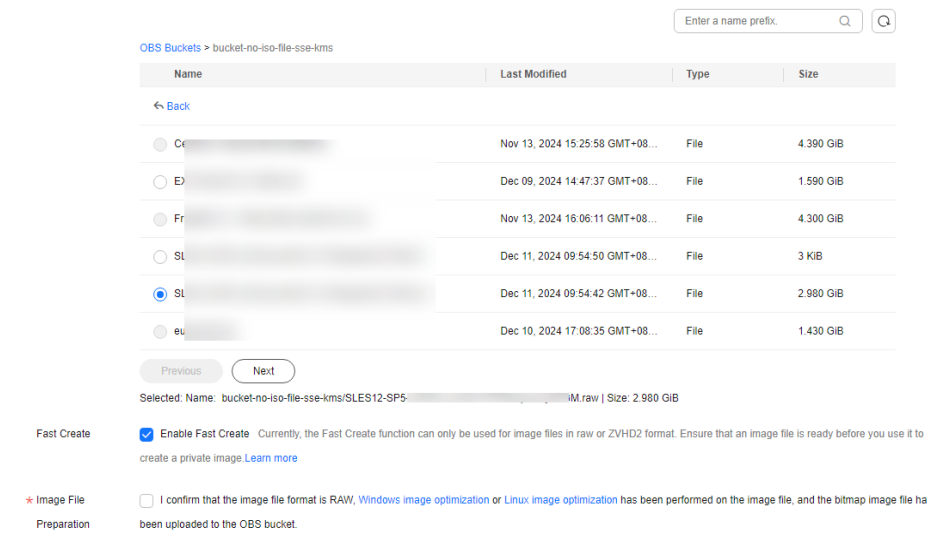 Enter a name prefix.
OBS Buckets > bucket-no-iso-file-sse-kms
Name Last Modified Type Size
Back
Nov 13, 2024 15:25:58 GMT+08... File 4.390 GiB
Dec 09, 2024 14:47:37 GMT+08... File 1.590 GiB
Nov 13, 2024 16:06:11 GMT+08... File 4.300 GiB
Dec 11, 2024 09:54:50 GMT+08... File 3 KiB
Dec 11, 2024 09:54:42 GMT+08... File 2.980 GiB
Dec 10, 2024 17:08:35 GMT+08... File 1.430 GiB
Previous Next
Selected: Name: bucket-no-iso-file-sse-kms/SLES12-SP5- M.raw | Size: 2.980 GiB
Fast Create Enable Fast Create Currently, the Fast Create function can only be used for image files in raw or ZVHD2 format. Ensure that an image file is ready before you use it to
create a private image.Learn more
* Image File I confirm that the image file format is RAW, Windows image optimization or Linux image optimization has been performed on the image file, and the bitmap image file ha
Preparation been uploaded to the OBS bucket.